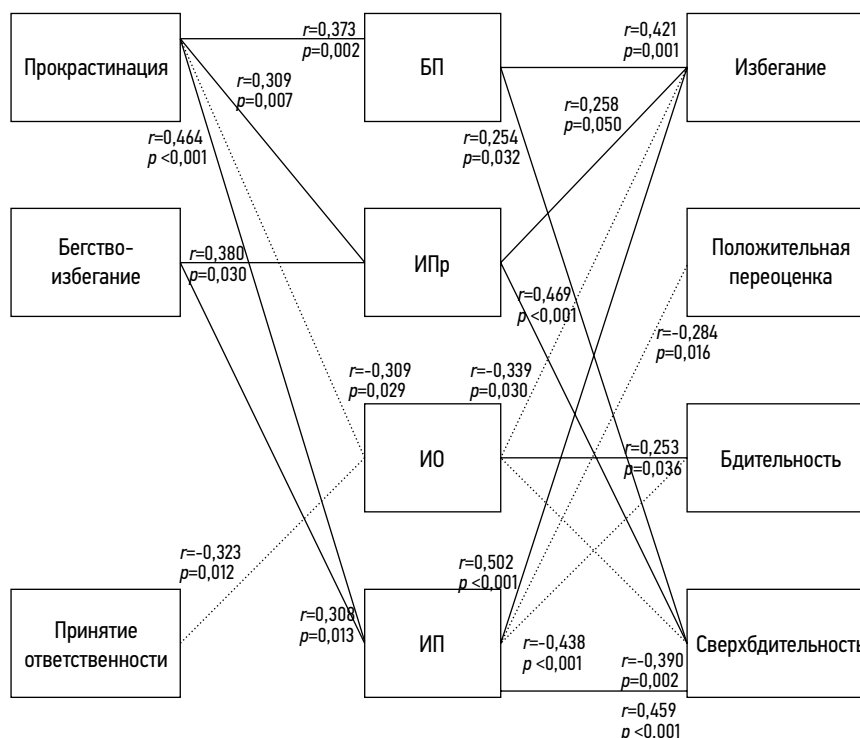 r=0,373
p=0,002
r=0,421
p=0,001
Прокрастинация
БП
Избегание
r=0,309
p=0,007
r=0,258
p=0,050
r=0,464
p <0,001
r=0,254
p=0,032
Бегство-
избегание
r=0,380
p=0,030
ИПр
Положительная
переоценка
r=0,469
p <0,001
r=-0,284
p=0,016
r=-0,309
p=0,029
r=-0,339
p=0,030
ИО
r=0,253
p=0,036
Бдительность
r=-0,323
p=0,012
r=0,502
p <0,001
Принятие
ответственности
r=0,308
p=0,013
ИП
r=-0,438
p <0,001
r=-0,390
p=0,002
Сверхбдительность
r=0,459
p <0,001